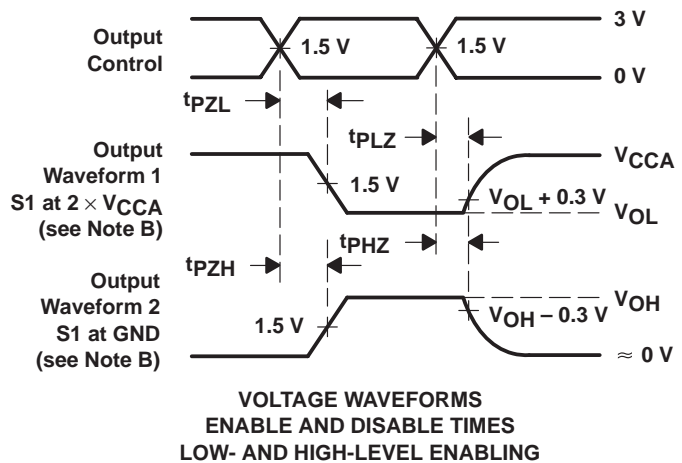 3 V
Output
Control
1.5 V
1.5 V
0 V
tPZL
tPLZ
Output
Waveform 1
S1 at 2 × VCCA
(see Note B)
VCCA
1.5 V
VOL + 0.3 V
VOL
tPZH
tPHZ
Output
Waveform 2
S1 at GND
(see Note B)
VOH
1.5 V
VOH – 0.3 V
≈ 0 V
VOLTAGE WAVEFORMS
ENABLE AND DISABLE TIMES
LOW- AND HIGH-LEVEL ENABLING